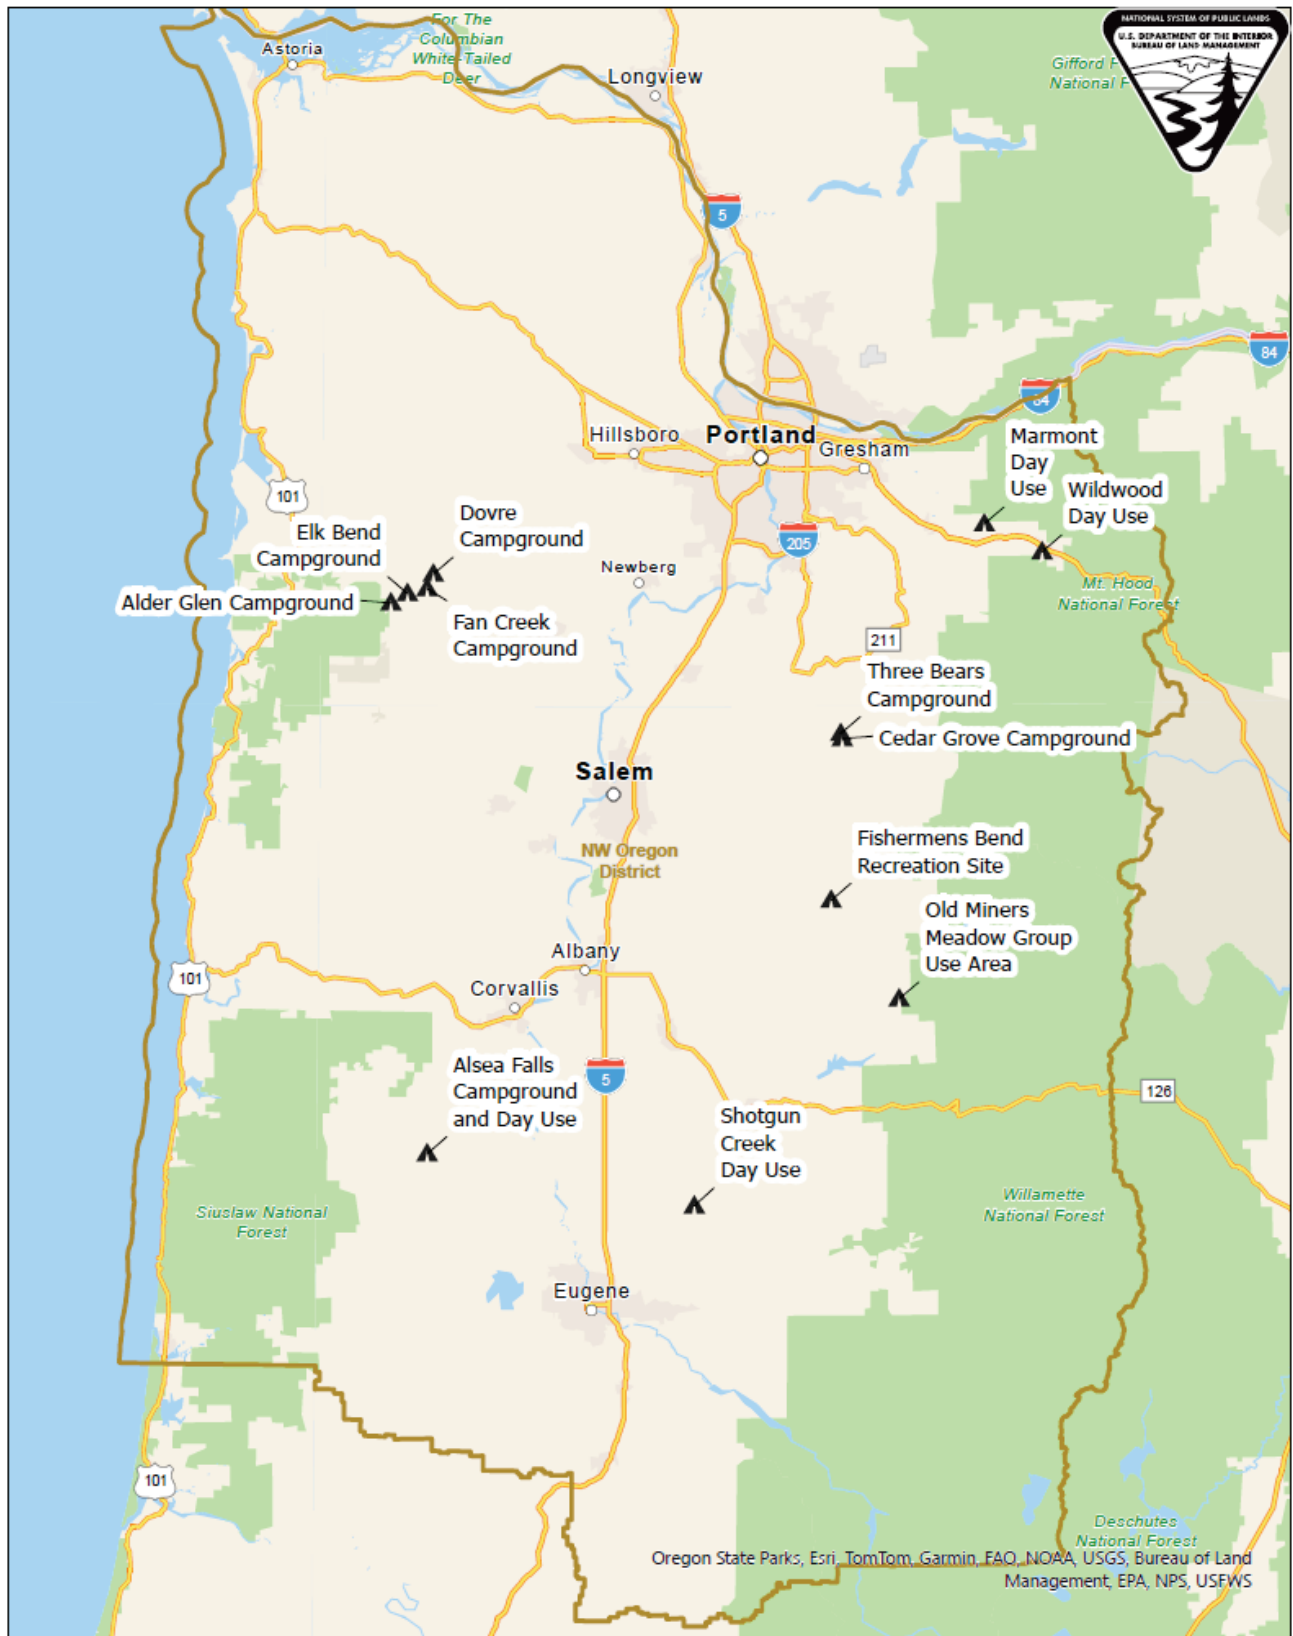 NATIONAL SYSTEM OF PUBLIC LANDS
U.S. DEPARTMENT OF THE INTERIOR
BUREAU OF LAND MANAGEMENT
For The
Columbian
White-Tailed
Deer
Astoria
Longview
Gifford
National F
5
84
84
Hillsboro
Portland
Gresham
Marmont
Day
Use
Wildwood
Day Use
101
Dovre
Campground
Elk Bend
Campground
205
Newberg
Alder Glen Campground
Fan Creek
Campground
Mt. Hood
National Forest
211
Three Bears
Campground
Cedar Grove Campground
Salem
NW Oregon
District
Fishermens Bend
Recreation Site
Old Miners
Meadow Group
Use Area
Albany
101
Corvallis
Alsea Falls
Campground
and Day Use
5
126
Shotgun
Creek
Day Use
Siuslaw National
Forest
Willamette
National Forest
Eugene
101
Deschutes
National Forest
Oregon State Parks, Esri, TomTom, Garmin, FAO, NOAA, USGS, Bureau of Land
Management, EPA, NPS, USFWS